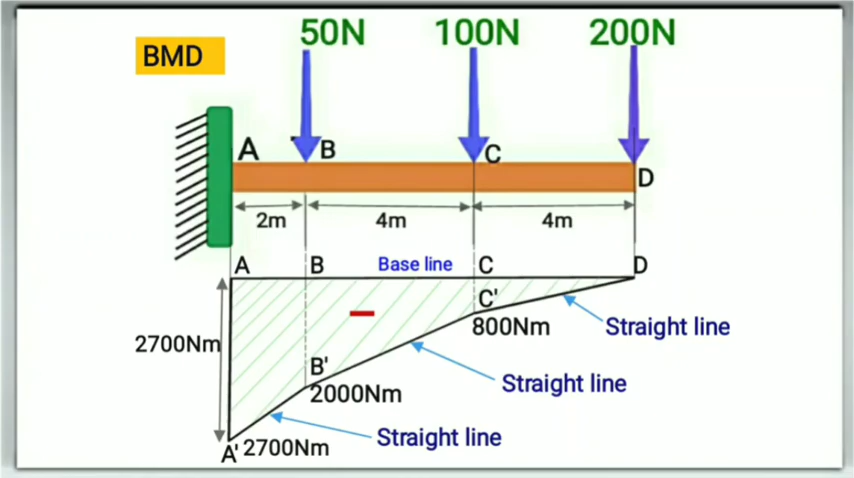 50N 100N 200N
BMD
A B C
D
2m 4m 4m
A B Base line C D
C'
2700Nm 800Nm Straight line
B'
2000Nm Straight line
A' 2700Nm Straight line